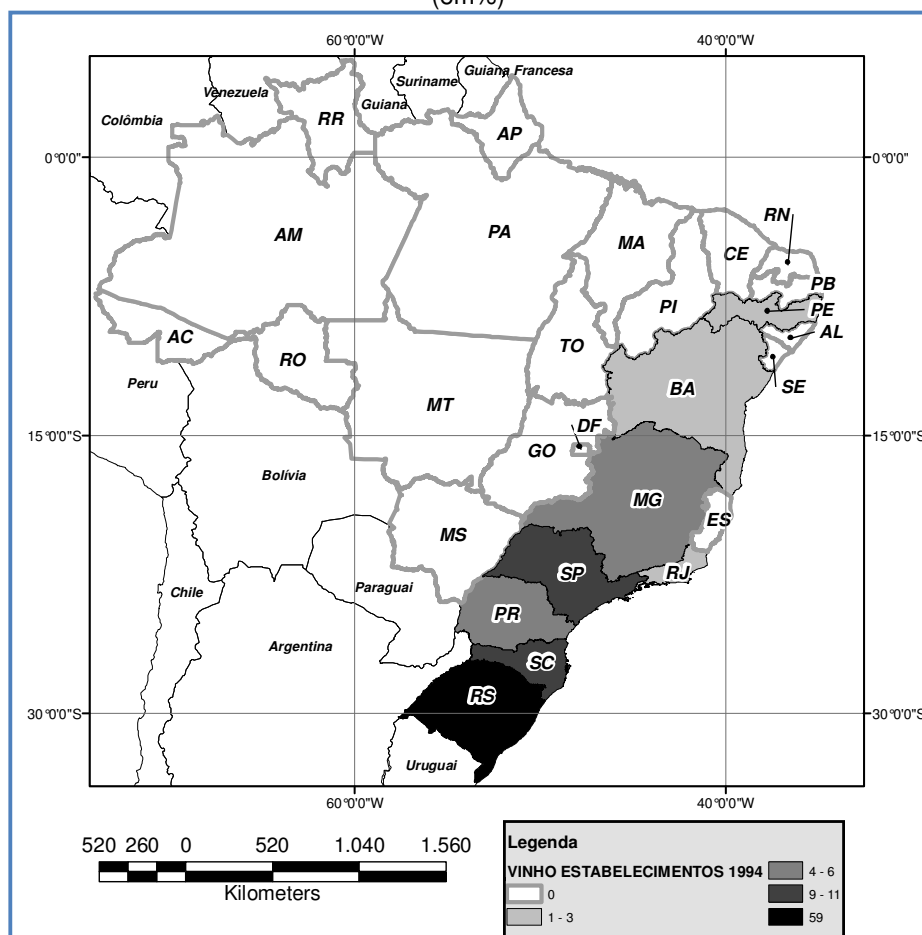 (em%)
60°0'0"W 40°0'0"W
Guiana Francesa
Suriname
Venezuela
Guiana
Colômbia
RR
AP
0°0'0" 0°0'0"
RN
AM
PA
MA
CE
PB
PI
PE
AL
AC
TO
RO
SE
Peru
BA
MT
DF
15°0'0"S 15°0'0"S
GO
Bolívia
MG
ES
MS
SP
RJ
Chile
Paraguai
PR
Argentina
SC
RS
30°0'0"S 30°0'0"S
Uruguai
60°0'0"W 40°0'0"W
520 260 0 520 1.040 1.560
Kilometers
Legenda
VINHO ESTABELECIMENTOS 1994
0
1 - 3
4 - 6
9 - 11
59